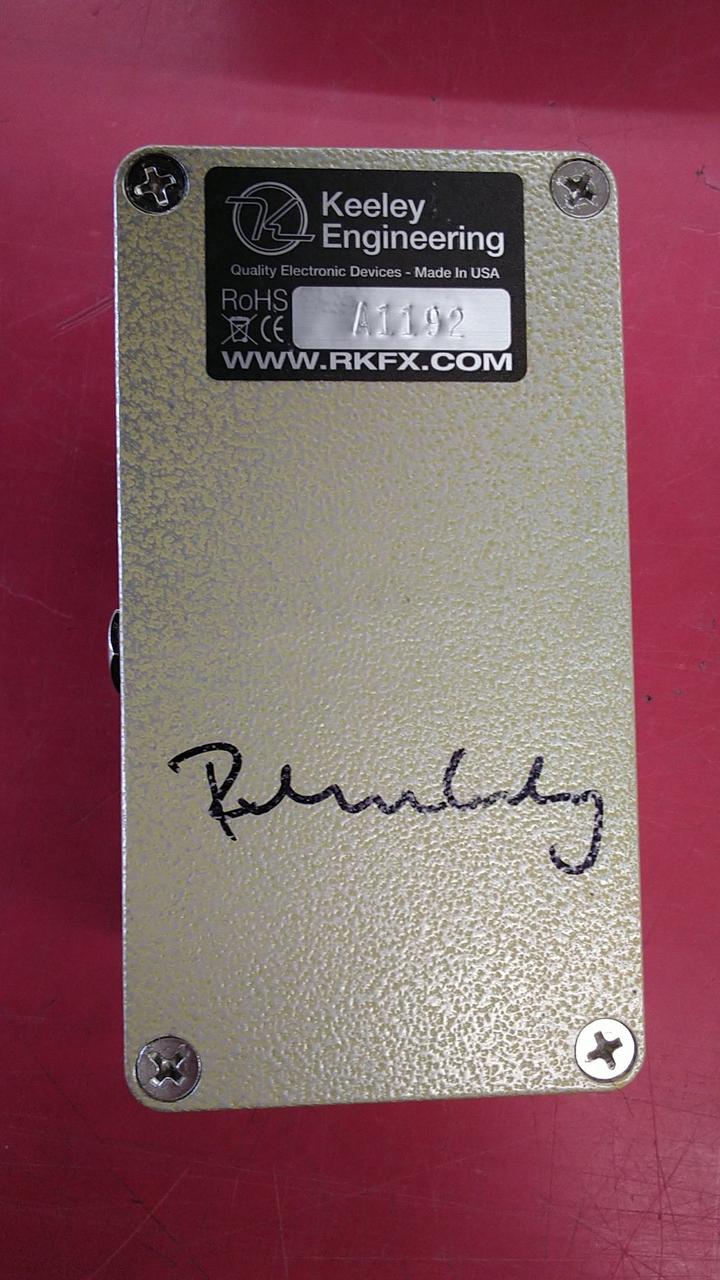 Keeley
Engineering
Quality Electronic Devices - Made In USA
RoHS
CE
A1192
WWW.RKFX.COM